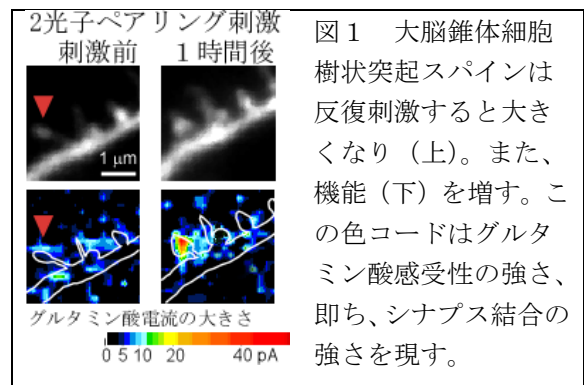 2光子ペアリング刺激
刺激前 1時間後
1 μm
グルタミン酸電流の大きさ
0 5 10 20 40 pA
図1 大脳錐体細胞
樹状突起スパインは
反復刺激すると大き
くなり（上）。また、
機能（下）を増す。こ
の色コードはグルタ
ミン酸感受性の強さ、
即ち、シナプス結合の
強さを現す。